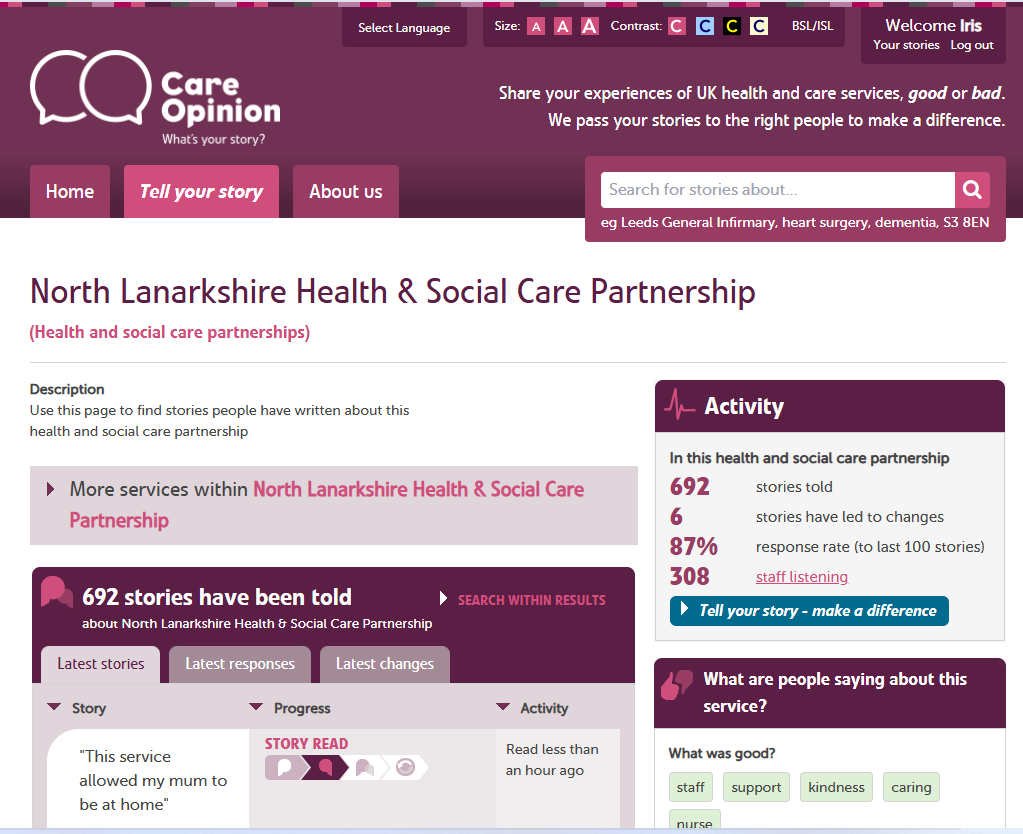 Select Language
Size: A A A Contrast: C C C C BSL/ISL
Welcome Iris
Your stories Log out
Care
Opinion
What's your story?
Share your experiences of UK health and care services, good or bad.
We pass your stories to the right people to make a difference.
Home
Tell your story
About us
Search for stories about...
eg Leeds General Infirmary, heart surgery, dementia, S3 8EN
North Lanarkshire Health & Social Care Partnership
(Health and social care partnerships)
Description
Use this page to find stories people have written about this
health and social care partnership
More services within North Lanarkshire Health & Social Care
Partnership
692 stories have been told
SEARCH WITHIN RESULTS
about North Lanarkshire Health & Social Care Partnership
Latest stories
Latest responses
Latest changes
Story
Progress
Activity
"This service
allowed my mum to
be at home"
STORY READ
Read less than
an hour ago
Activity
In this health and social care partnership
692 stories told
6 stories have led to changes
87% response rate (to last 100 stories)
308 staff listening
Tell your story - make a difference
What are people saying about this
service?
What was good?
staff
support
kindness
caring
nurse